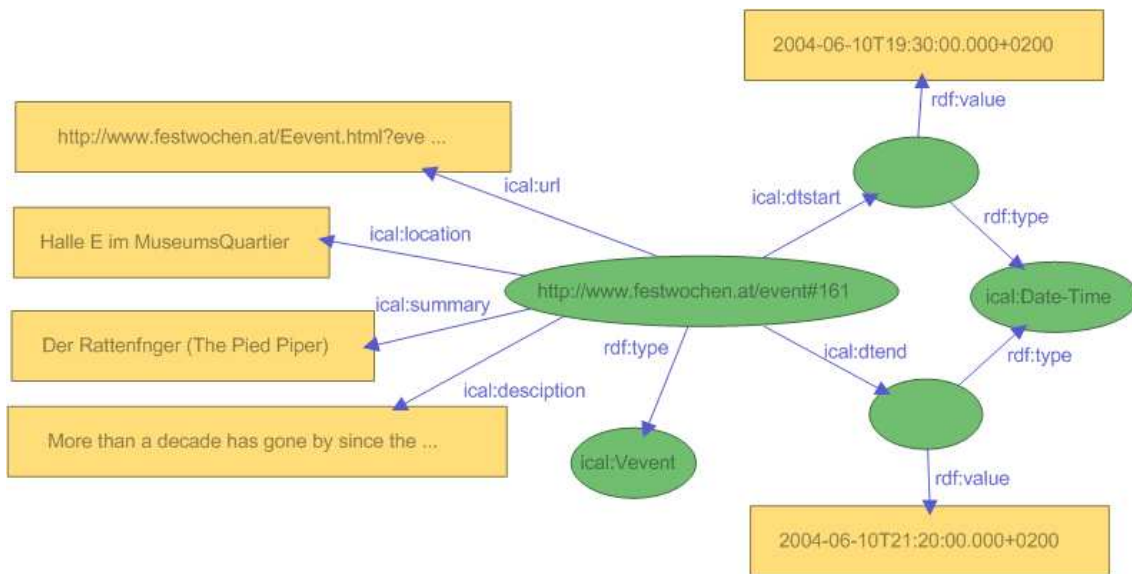 2004-06-10T19:30:00.000+0200
rdf:value
http://www.festwochen.at/Eevent.html?eve ...
ical:url
ical:dtstart
rdf:type
Halle E im MuseumsQuartier
ical:location
http://www.festwochen.at/event#161
ical:Date-Time
ical:summary
Der Rattenfnger (The Pied Piper)
rdf:type
ical:dtend
rdf:type
ical:desciption
More than a decade has gone by since the ...
ical:Vevent
rdf:value
2004-06-10T21:20:00.000+0200